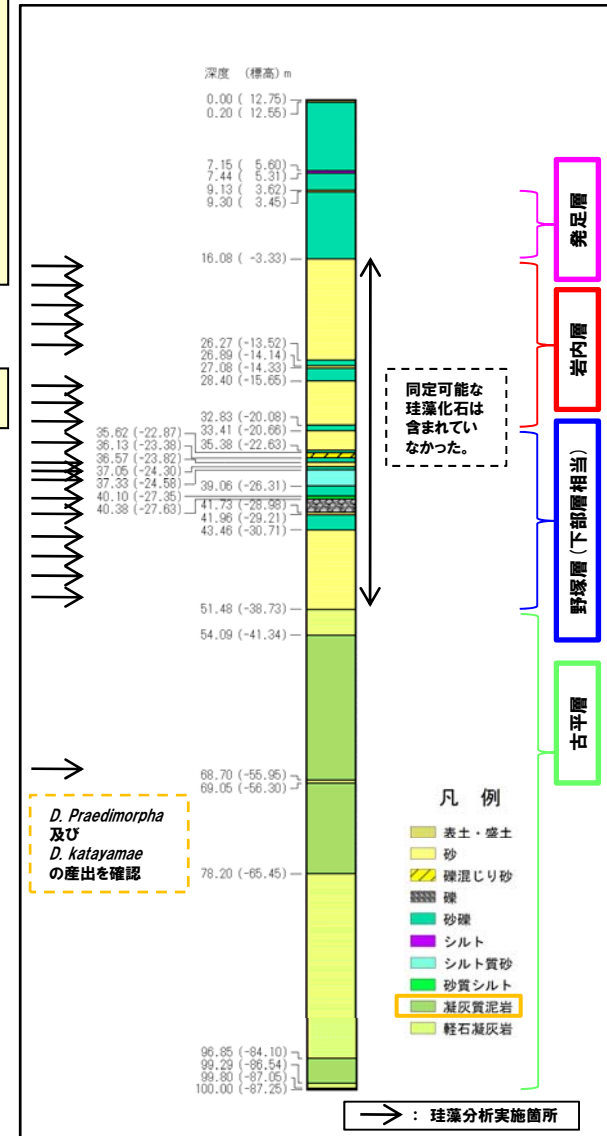 深度 (標高) m
0.00 ( 12.75)
0.20 ( 12.55)
7.15 ( 5.60)
7.44 ( 5.31)
9.13 ( 3.62)
9.30 ( 3.45)
16.08 ( -3.33)
26.27 (-13.52)
26.89 (-14.14)
27.08 (-14.33)
28.40 (-15.65)
32.83 (-20.08)
33.41 (-20.66)
35.38 (-22.63)
35.62 (-22.87)
36.13 (-23.38)
36.57 (-23.82)
37.05 (-24.30)
37.33 (-24.58)
39.06 (-26.31)
40.10 (-27.35)
40.38 (-27.63)
41.73 (-28.98)
41.96 (-29.21)
43.46 (-30.71)
51.48 (-38.73)
54.09 (-41.34)
68.70 (-55.95)
69.05 (-56.30)
78.20 (-65.45)
96.85 (-84.10)
99.29 (-86.54)
99.80 (-87.05)
100.00 (-87.25)
同定可能な
珪藻化石は
含まれてい
なかった。
発足層
岩内層
野塚層(下部層相当)
古平層
D. Praedimorpha
及び
D. katayamae
の産出を確認
凡 例
表土・盛土
砂
礫混じり砂
礫
砂礫
シルト
シルト質砂
砂質シルト
凝灰質泥岩
軽石凝灰岩
: 珪藻分析実施箇所